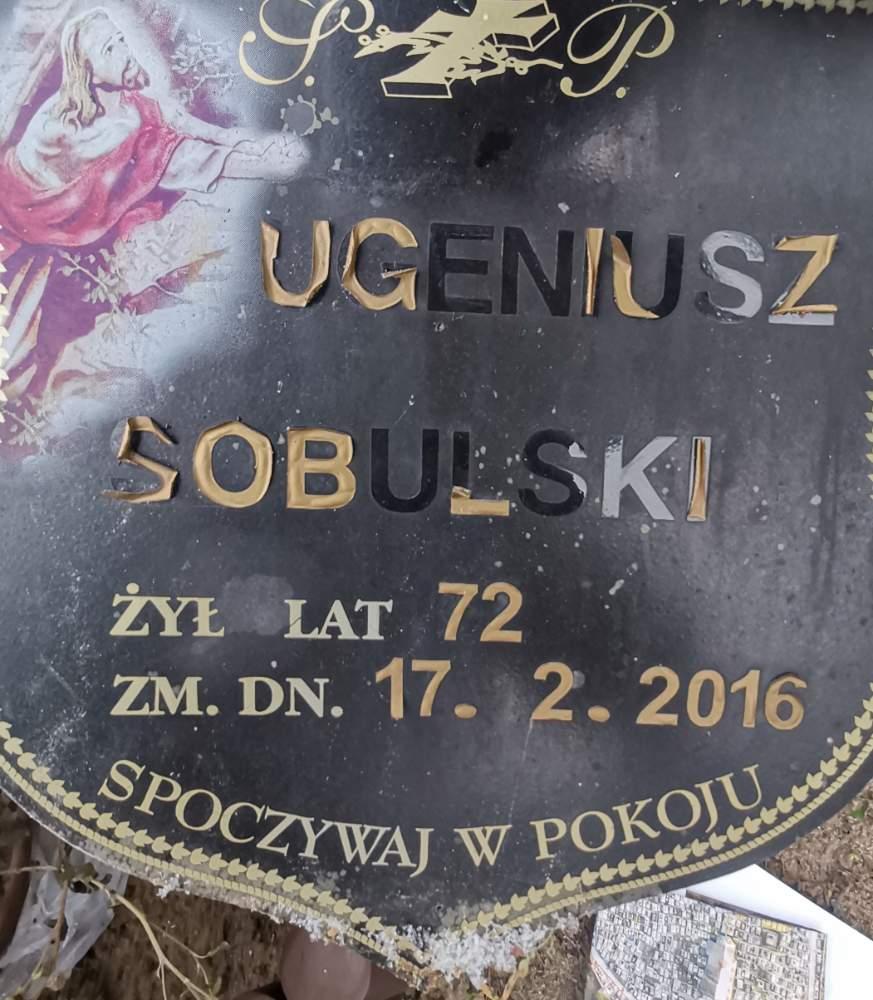 Ś. P.
UGENIUSZ
SOBULSKI
ŻYŁ LAT 72
ZM. DN. 17. 2. 2016
SPOCZYWAJ W POKOJU